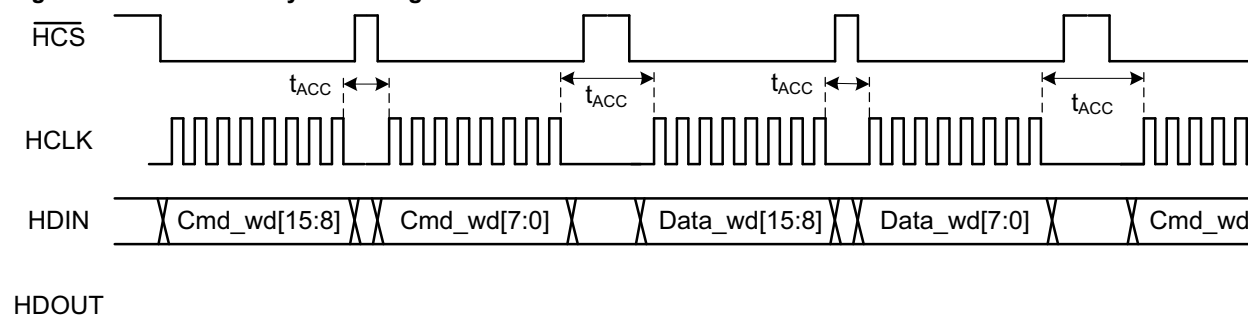 HCS
tACC tACC tACC tACC
HCLK
HDIN Cmd_wd[15:8] Cmd_wd[7:0] Data_wd[15:8] Data_wd[7:0] Cmd_wd
HDOUT